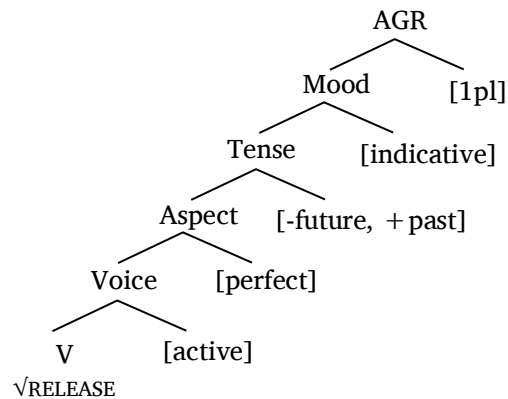 AGR
Mood [1pl]
Tense [indicative]
Aspect [-future, +past]
Voice [perfect]
V [active]
√RELEASE